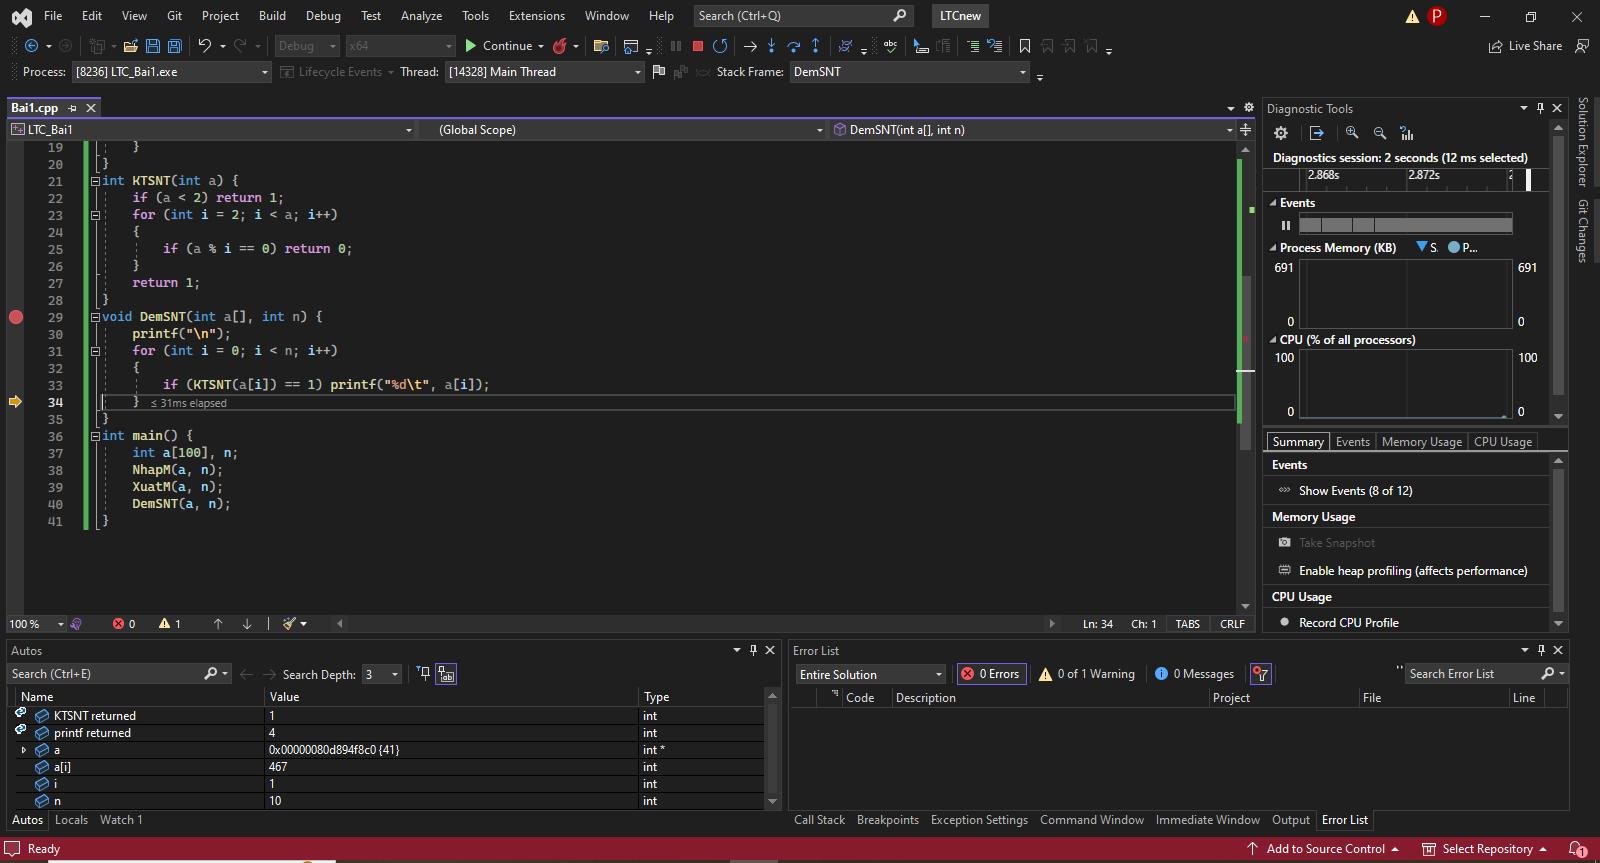 File Edit View Git Project Build Debug Test Analyze Tools Extensions Window Help Search (Ctrl+Q) LTCnew P
Debug x64 Continue Live Share
Process: [8236] LTC_Bai1.exe Lifecycle Events Thread: [14328] Main Thread Stack Frame: DemSNT
Bai1.cpp
LTC_Bai1 (Global Scope) DemSNT(int a[], int n)
19 }
20 }
21 int KTSNT(int a) {
22 if (a < 2) return 1;
23 for (int i = 2; i < a; i++)
24 {
25 if (a % i == 0) return 0;
26 }
27 return 1;
28 }
29 void DemSNT(int a[], int n) {
30 printf("\n");
31 for (int i = 0; i < n; i++)
32 {
33 if (KTSNT(a[i]) == 1) printf("%d\t", a[i]);
34 } ≤ 31ms elapsed
35 }
36 int main() {
37 int a[100], n;
38 NhapM(a, n);
39 XuatM(a, n);
40 DemSNT(a, n);
41 }
100 % 0 1 Ln: 34 Ch: 1 TABS CRLF
Diagnostic Tools
Diagnostics session: 2 seconds (12 ms selected)
2.868s 2.872s 2
Events
Process Memory (KB) S. P...
691 691
0 0
CPU (% of all processors)
100 100
0 0
Summary Events Memory Usage CPU Usage
Events
Show Events (8 of 12)
Memory Usage
Take Snapshot
Enable heap profiling (affects performance)
CPU Usage
Record CPU Profile
Solution Explorer
Git Changes
Autos
Search (Ctrl+E) Search Depth: 3
Name Value Type
KTSNT returned 1 int
printf returned 4 int
a 0x00000080d894f8c0 {41} int *
a[i] 467 int
i 1 int
n 10 int
Autos Locals Watch 1
Error List
Entire Solution 0 Errors 0 of 1 Warning 0 Messages Search Error List
Code Description Project File Line
Call Stack Breakpoints Exception Settings Command Window Immediate Window Output Error List
Ready Add to Source Control Select Repository 1